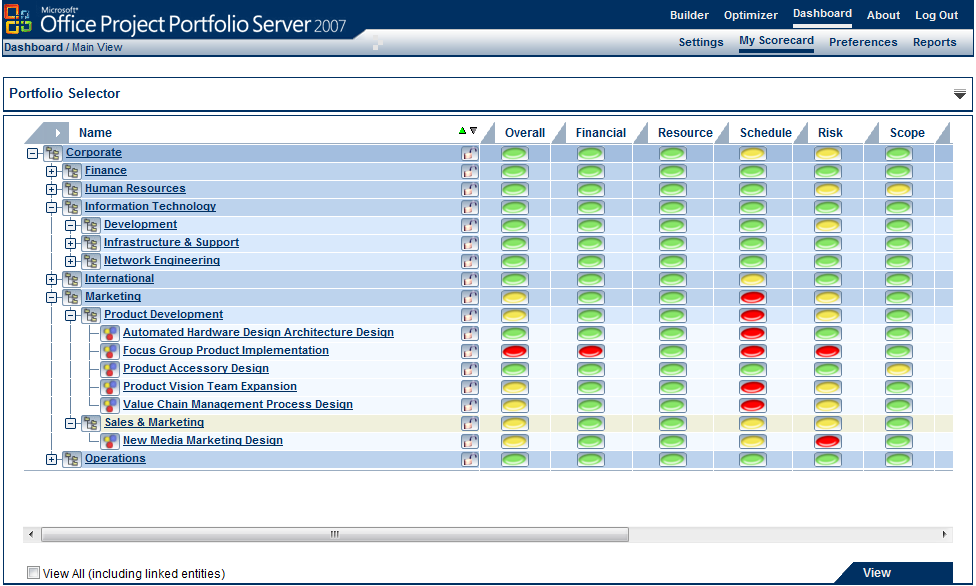 Microsoft®
Office Project Portfolio Server 2007
Builder Optimizer Dashboard About Log Out
Dashboard / Main View
Settings My Scorecard Preferences Reports
Portfolio Selector
Name Overall Financial Resource Schedule Risk Scope
Corporate
Finance
Human Resources
Information Technology
Development
Infrastructure & Support
Network Engineering
International
Marketing
Product Development
Automated Hardware Design Architecture Design
Focus Group Product Implementation
Product Accessory Design
Product Vision Team Expansion
Value Chain Management Process Design
Sales & Marketing
New Media Marketing Design
Operations
View All (including linked entities)
View